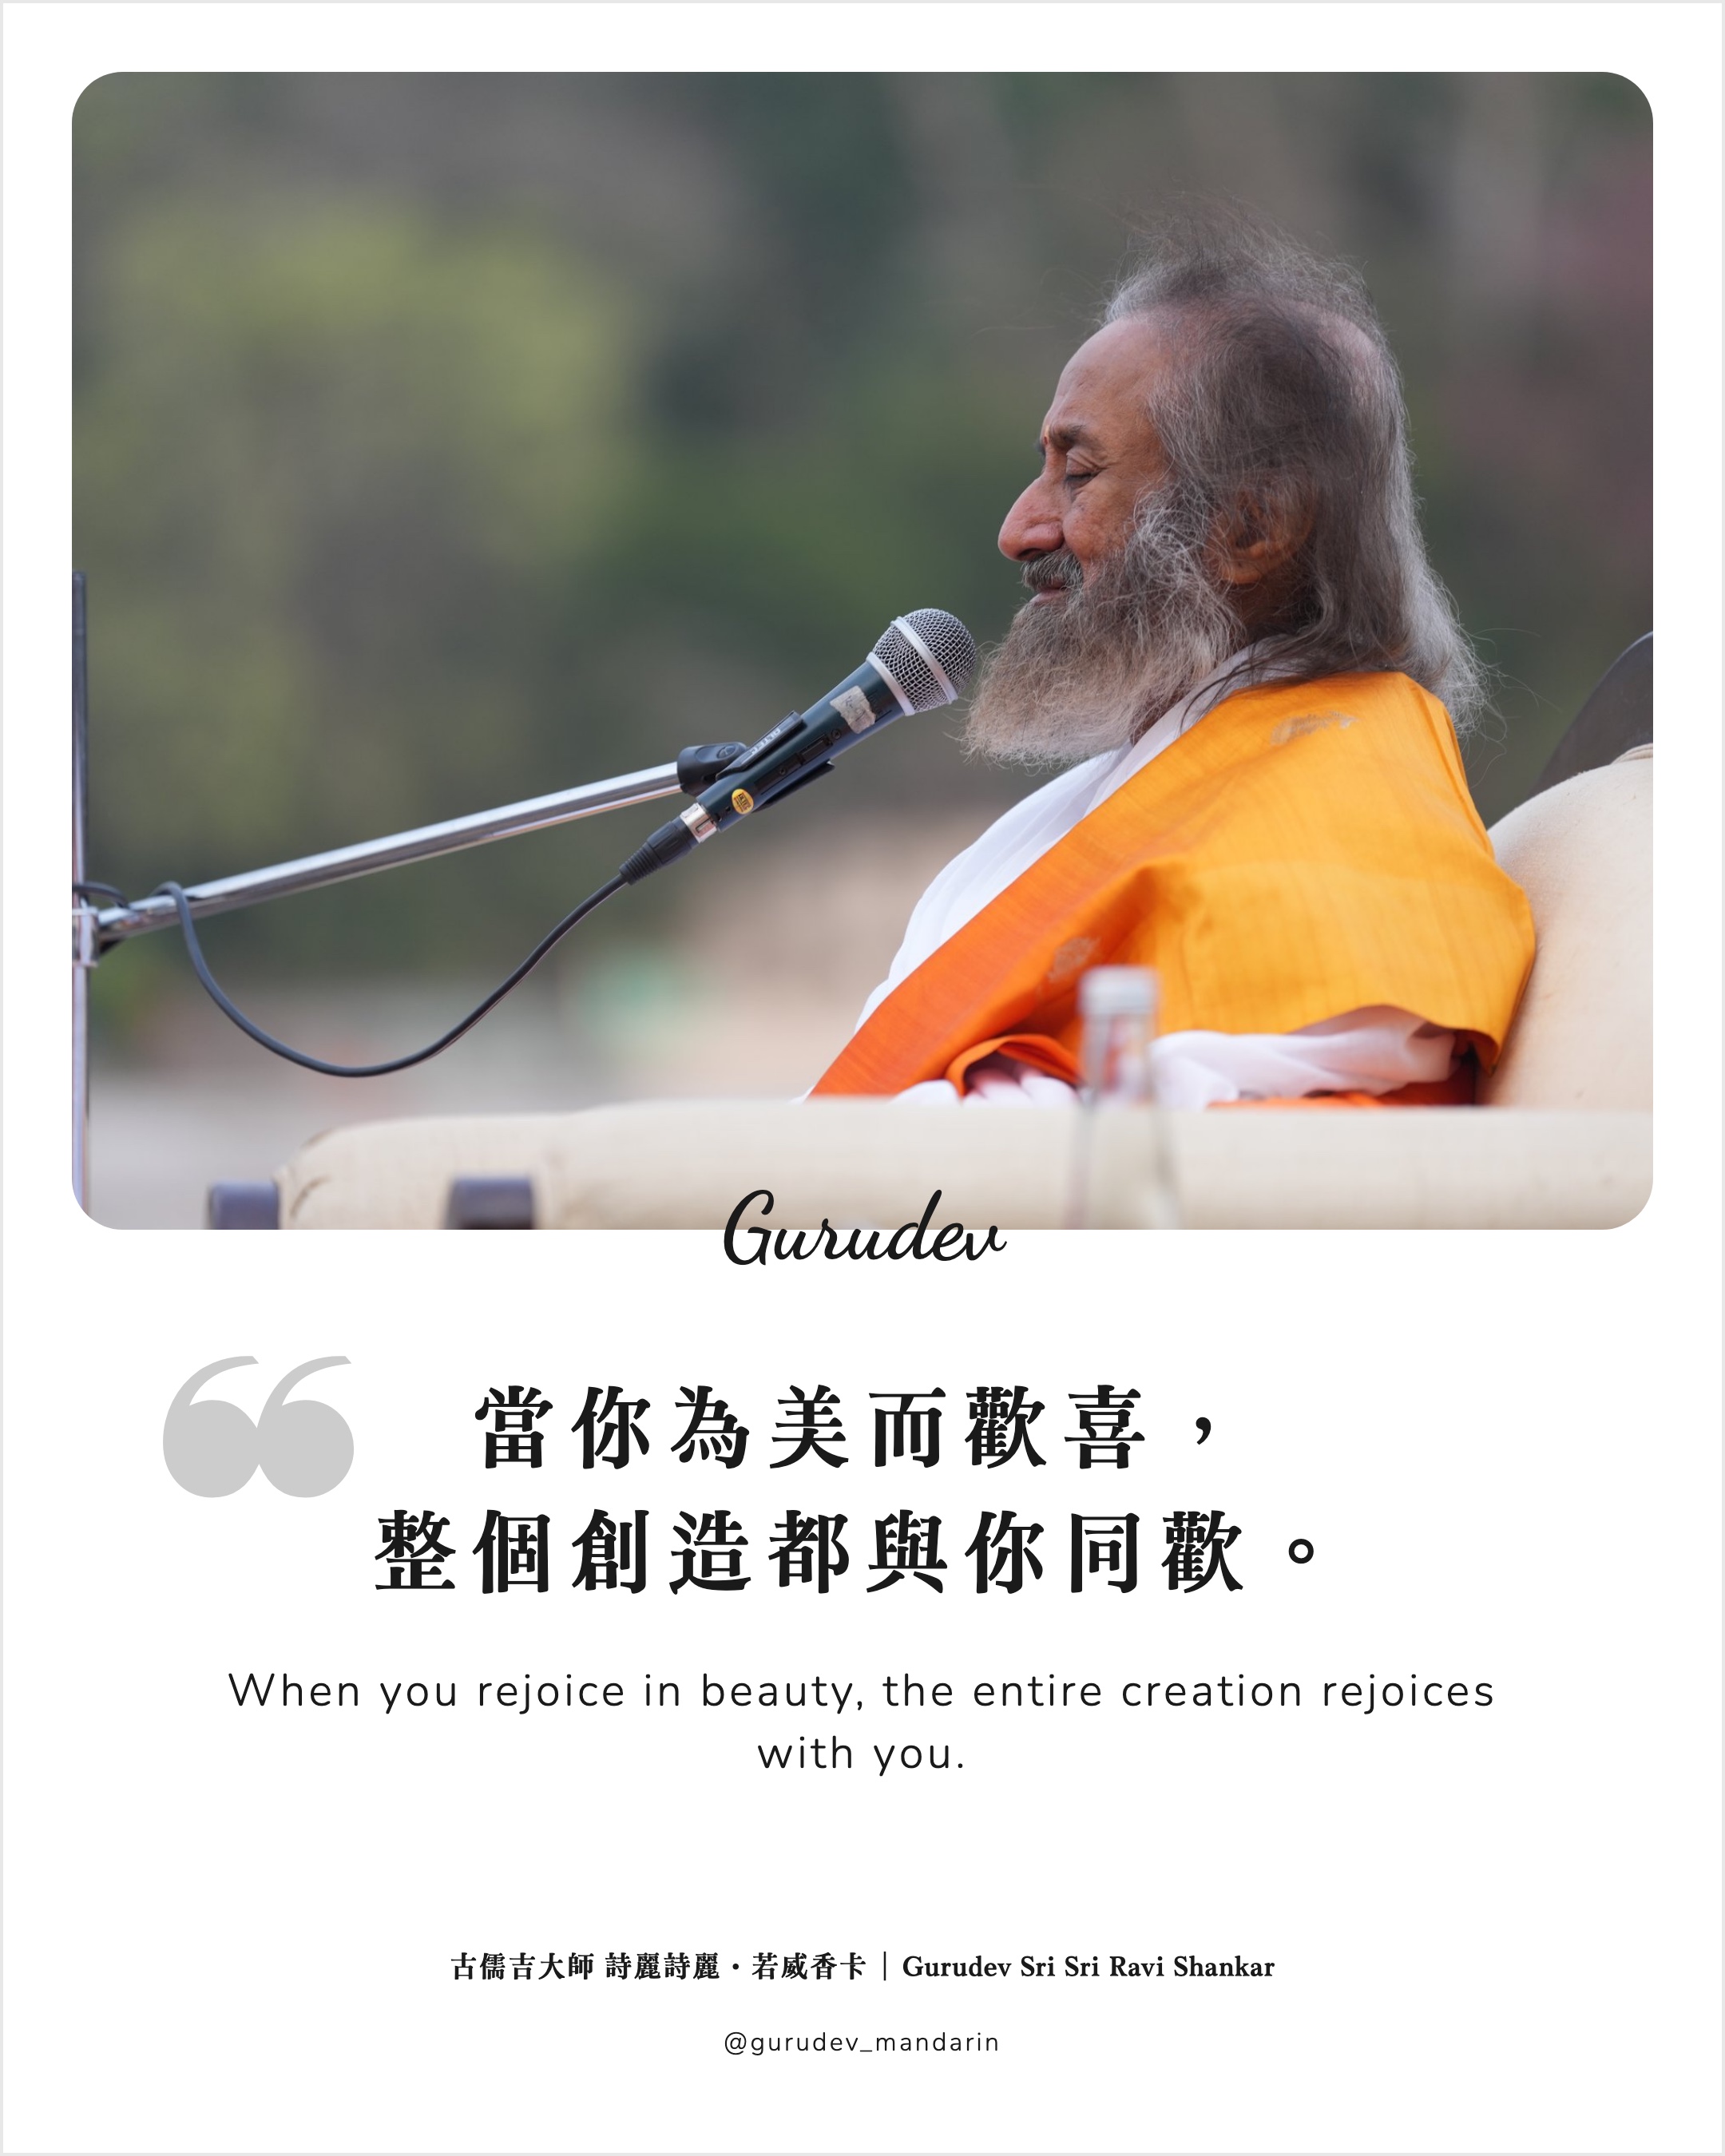 Gurudev
當你為美而歡喜，
整個創造都與你同歡。
When you rejoice in beauty, the entire creation rejoices
with you.
古儒吉大師 詩麗詩麗・若威香卡｜Gurudev Sri Sri Ravi Shankar
@gurudev_mandarin